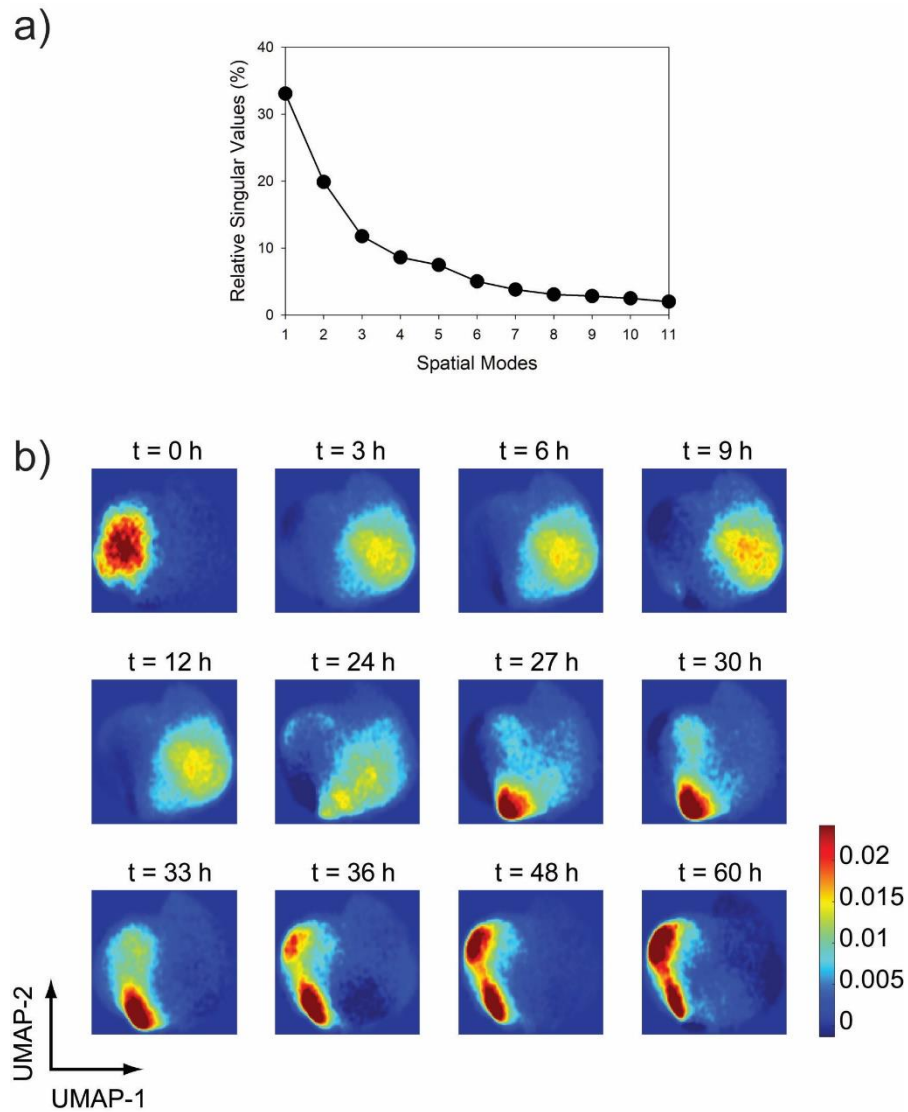 a)
40
30
20
10
0
Relative Singular Values (%)
1 2 3 4 5 6 7 8 9 10 11
Spatial Modes
b)
t = 0 h
t = 3 h
t = 6 h
t = 9 h
t = 12 h
t = 24 h
t = 27 h
t = 30 h
t = 33 h
t = 36 h
t = 48 h
t = 60 h
0.02
0.015
0.01
0.005
0
UMAP-2
UMAP-1